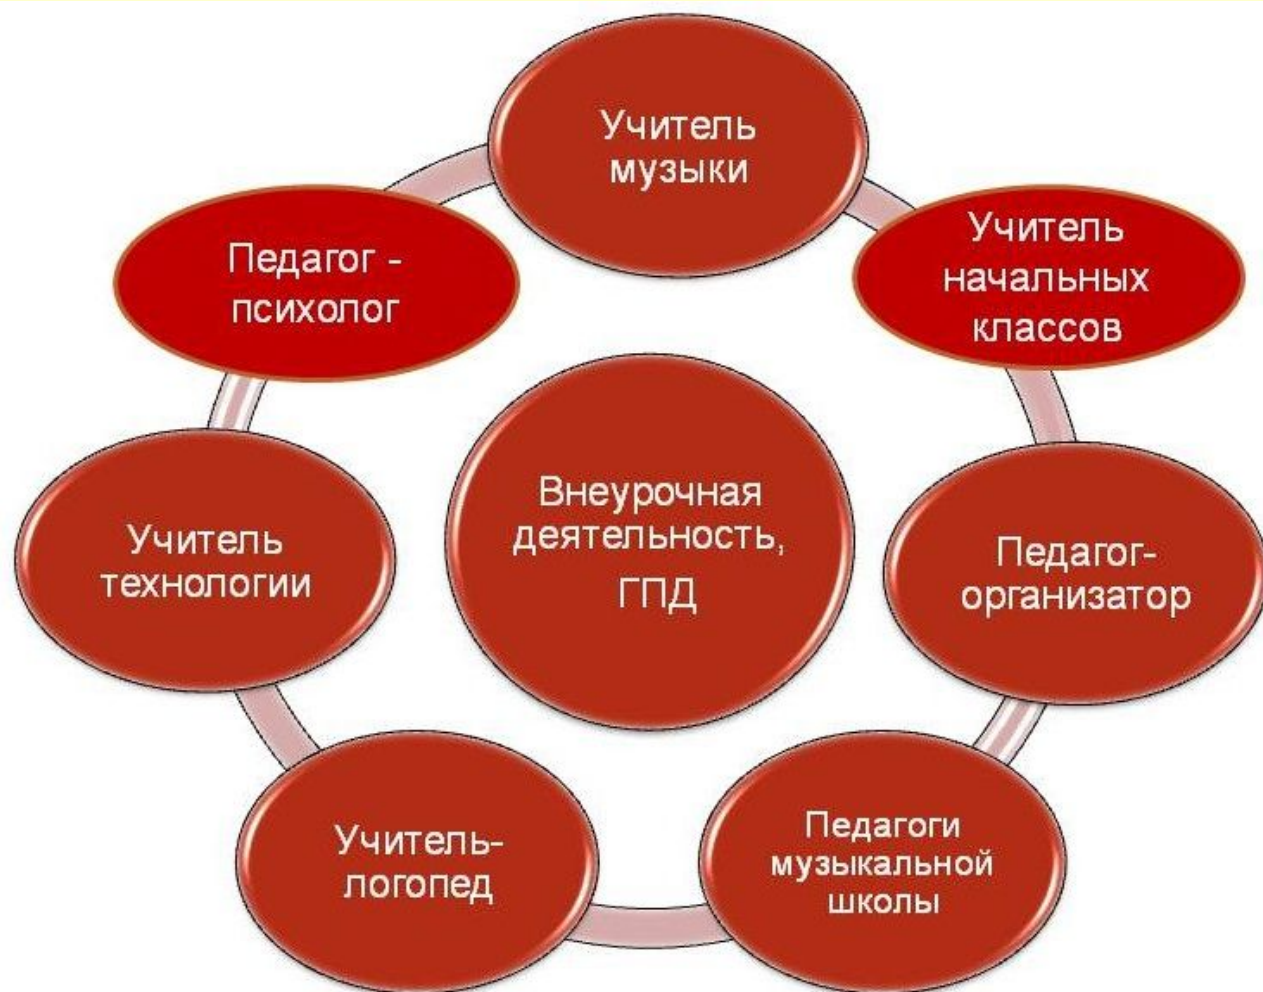 Учитель
музыки
Учитель
начальных
классов
Педагог -
психолог
Внеурочная
деятельность,
ГПД
Учитель
технологии
Педагог-
организатор
Учитель-
логопед
Педагоги
музыкальной
школы